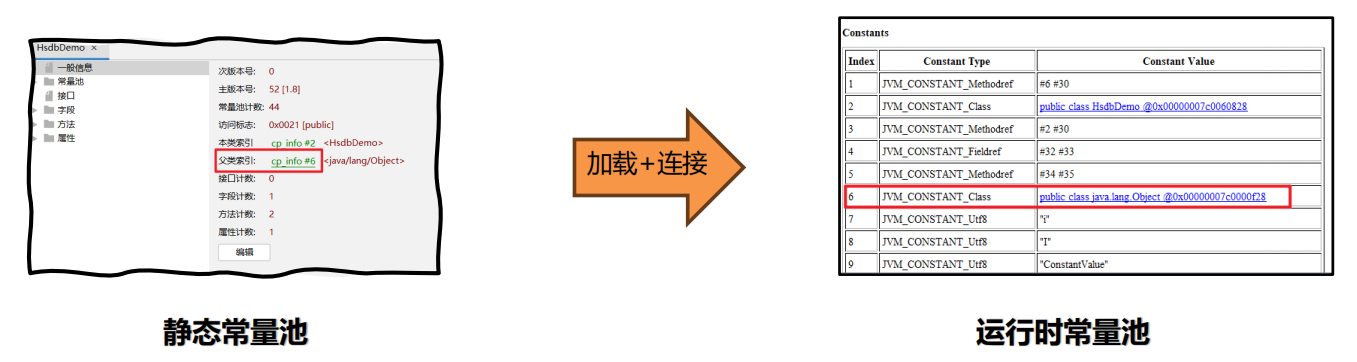 HsdbDemo ×
一般信息
常量池
接口
字段
方法
属性
次版本号: 0
主版本号: 52 [1.8]
常量池计数: 44
访问标志: 0x0021 [public]
本类索引 cp_info #2 <HsdbDemo>
父类索引: cp_info #6 <java/lang/Object>
接口计数: 0
字段计数: 1
方法计数: 2
属性计数: 1
编辑
静态常量池
加载+连接
Constants
Index Constant Type Constant Value
1 JVM_CONSTANT_Methodref #6 #30
2 JVM_CONSTANT_Class public class HsdbDemo @0x00000007c0060828
3 JVM_CONSTANT_Methodref #2 #30
4 JVM_CONSTANT_Fieldref #32 #33
5 JVM_CONSTANT_Methodref #34 #35
6 JVM_CONSTANT_Class public class java.lang.Object @0x00000007c0000f28
7 JVM_CONSTANT_Utf8 "i"
8 JVM_CONSTANT_Utf8 "I"
9 JVM_CONSTANT_Utf8 "ConstantValue"
运行时常量池